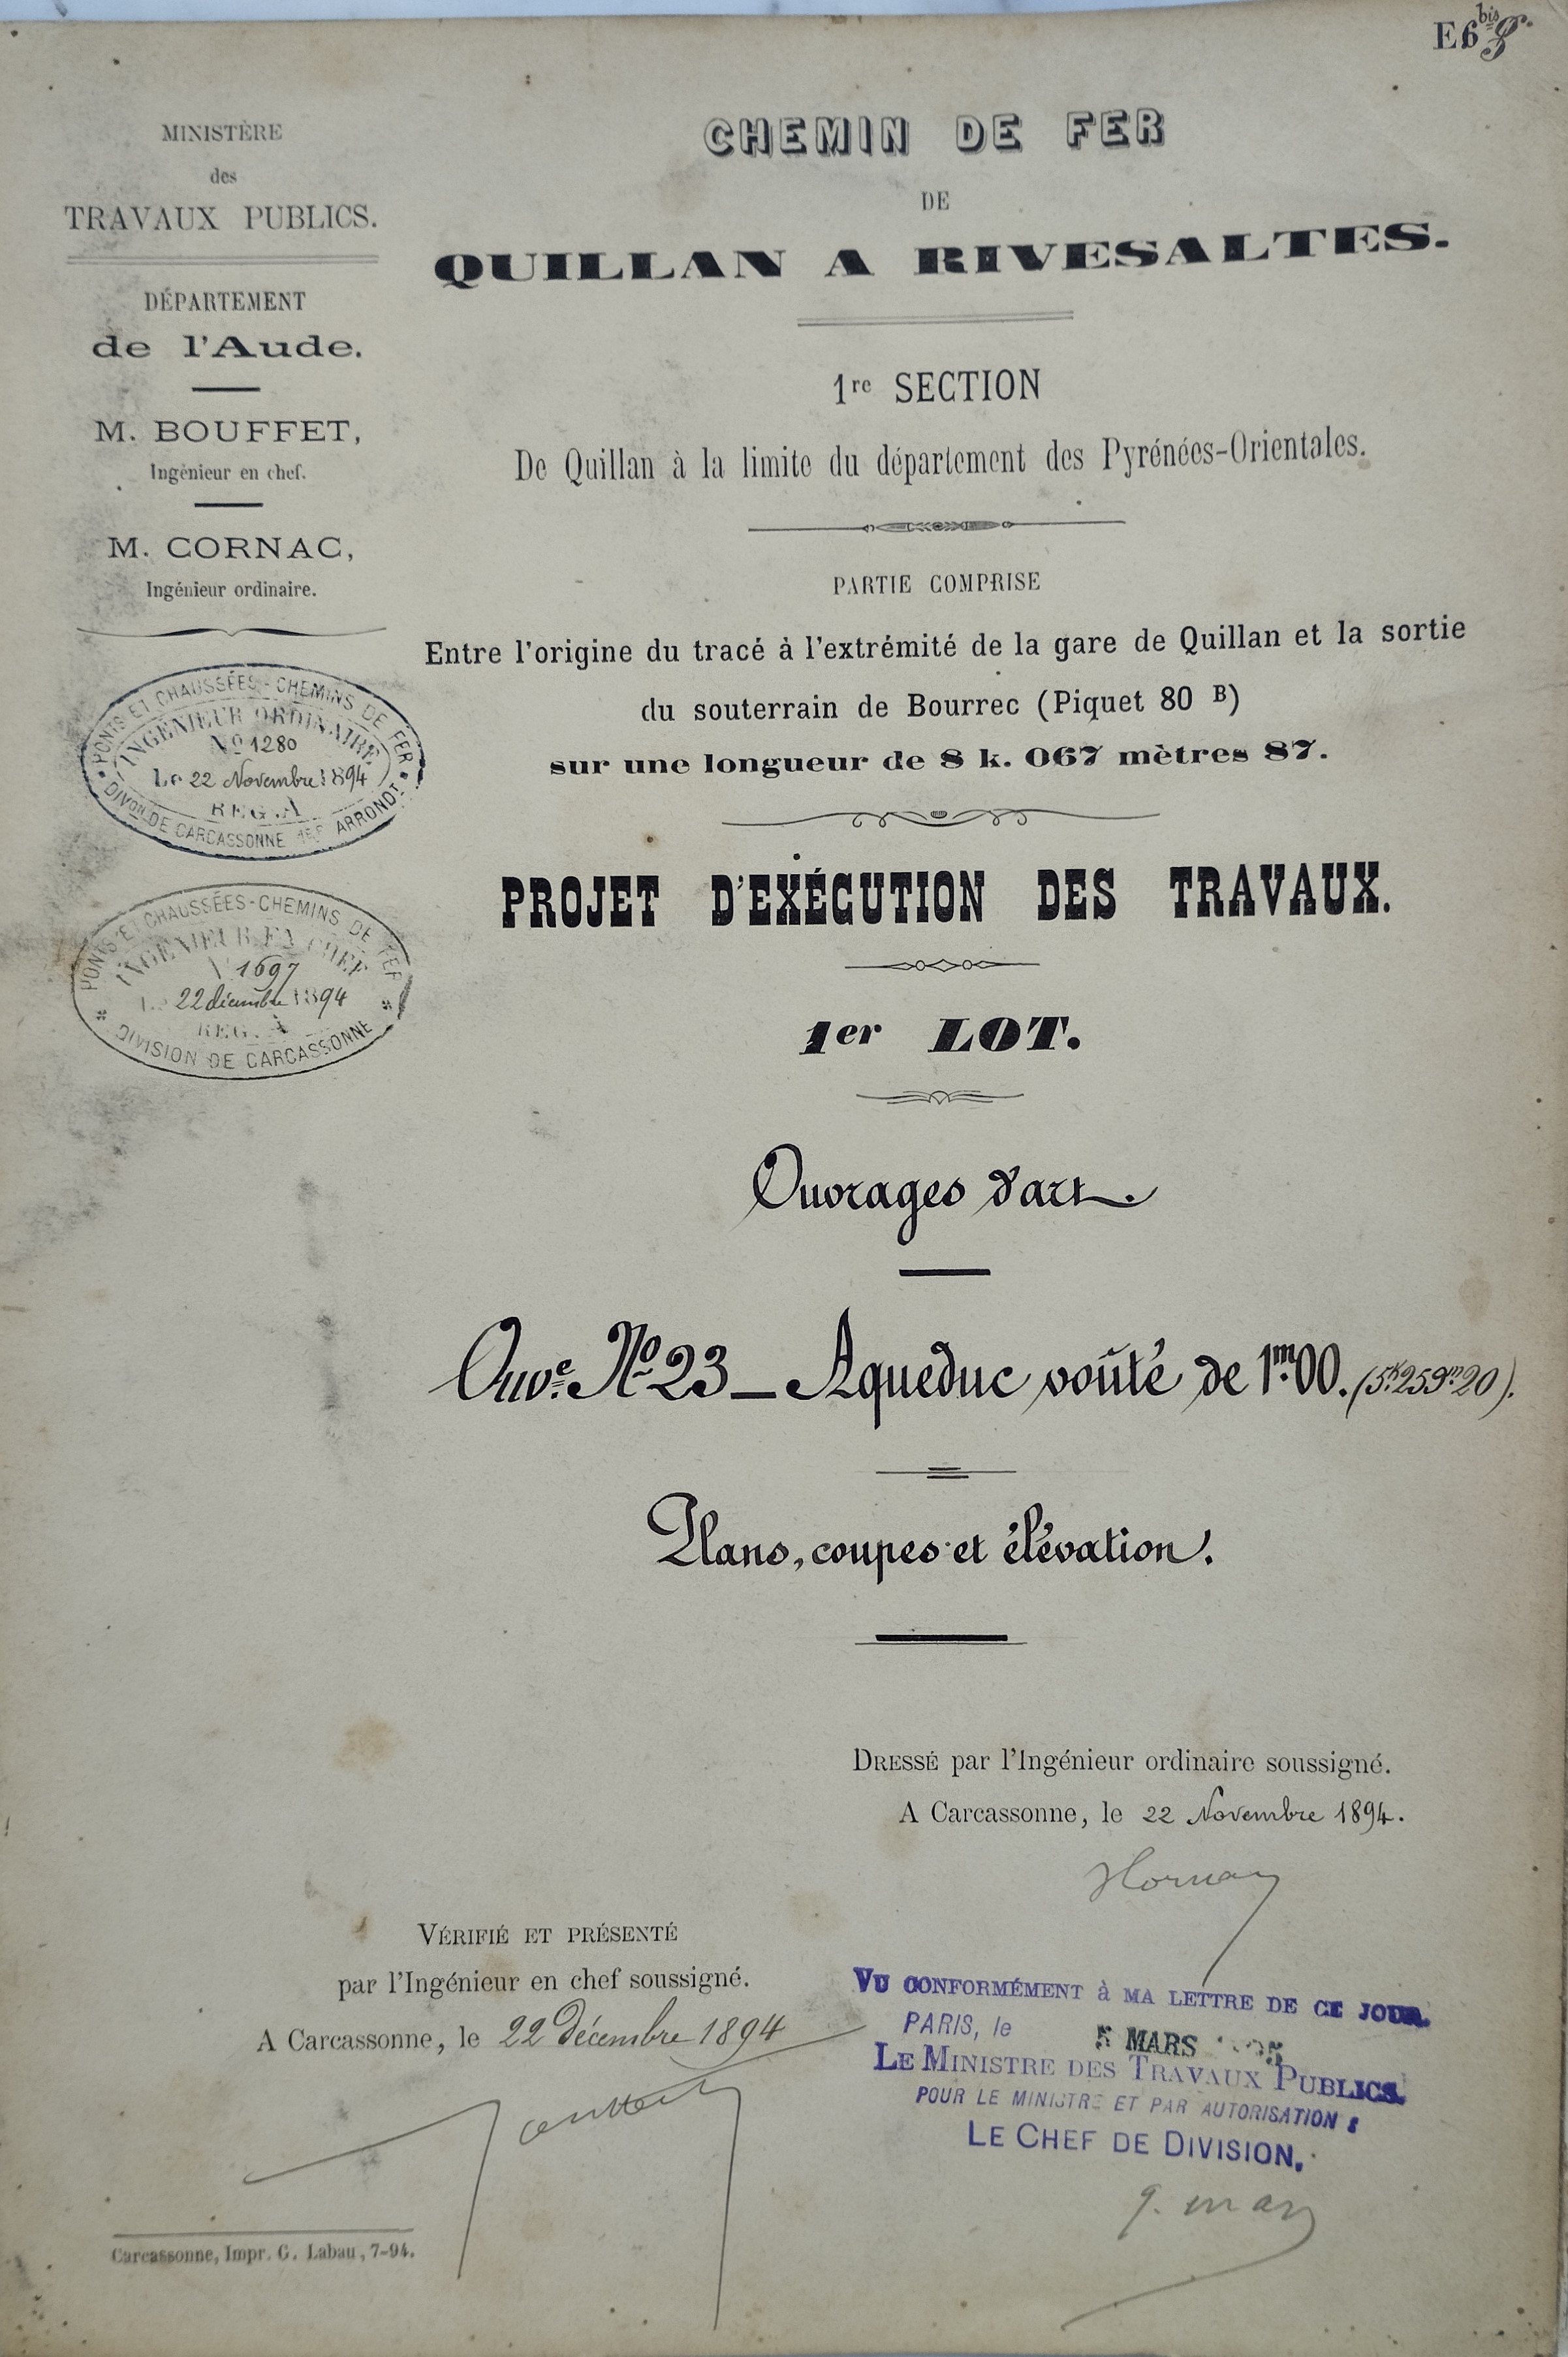 E6 bis
MINISTÈRE
des
TRAVAUX PUBLICS.
DÉPARTEMENT
de l'Aude.
M. BOUFFET,
Ingénieur en chef.
M. CORNAC,
Ingénieur ordinaire.
PONTS ET CHAUSSÉES - CHEMINS DE FER
INGÉNIEUR ORDINAIRE
No 1280
Le 22 Novembre 1894
REG. A
DIVon DE CARCASSONNE 1er ARRONDt
PONTS ET CHAUSSÉES - CHEMINS DE FER
INGÉNIEUR EN CHEF
N 1697
Le 22 décembre 1894
REG. A
DIVISION DE CARCASSONNE
CHEMIN DE FER
DE
QUILLAN A RIVESALTES.
1re SECTION
De Quillan à la limite du département des Pyrénées-Orientales.
PARTIE COMPRISE
Entre l'origine du tracé à l'extrémité de la gare de Quillan et la sortie
du souterrain de Bourrec (Piquet 80 B)
sur une longueur de 8 k. 067 mètres 87.
PROJET D'EXÉCUTION DES TRAVAUX.
1er LOT.
Ouvrages d'art.
Ouve. No 23 _ Aqueduc voûté de 1m.00. (5k.259m.20).
Plans, coupes et élévation.
DRESSÉ par l'Ingénieur ordinaire soussigné.
A Carcassonne, le 22 Novembre 1894.
VÉRIFIÉ ET PRÉSENTÉ
par l'Ingénieur en chef soussigné.
A Carcassonne, le 22 Décembre 1894
VU CONFORMÉMENT à MA LETTRE DE CE JOUR.
PARIS, le 5 MARS 1895
LE MINISTRE DES TRAVAUX PUBLICS.
POUR LE MINISTRE ET PAR AUTORISATION :
LE CHEF DE DIVISION,
Carcassonne, Impr. G. Labau, 7-94.